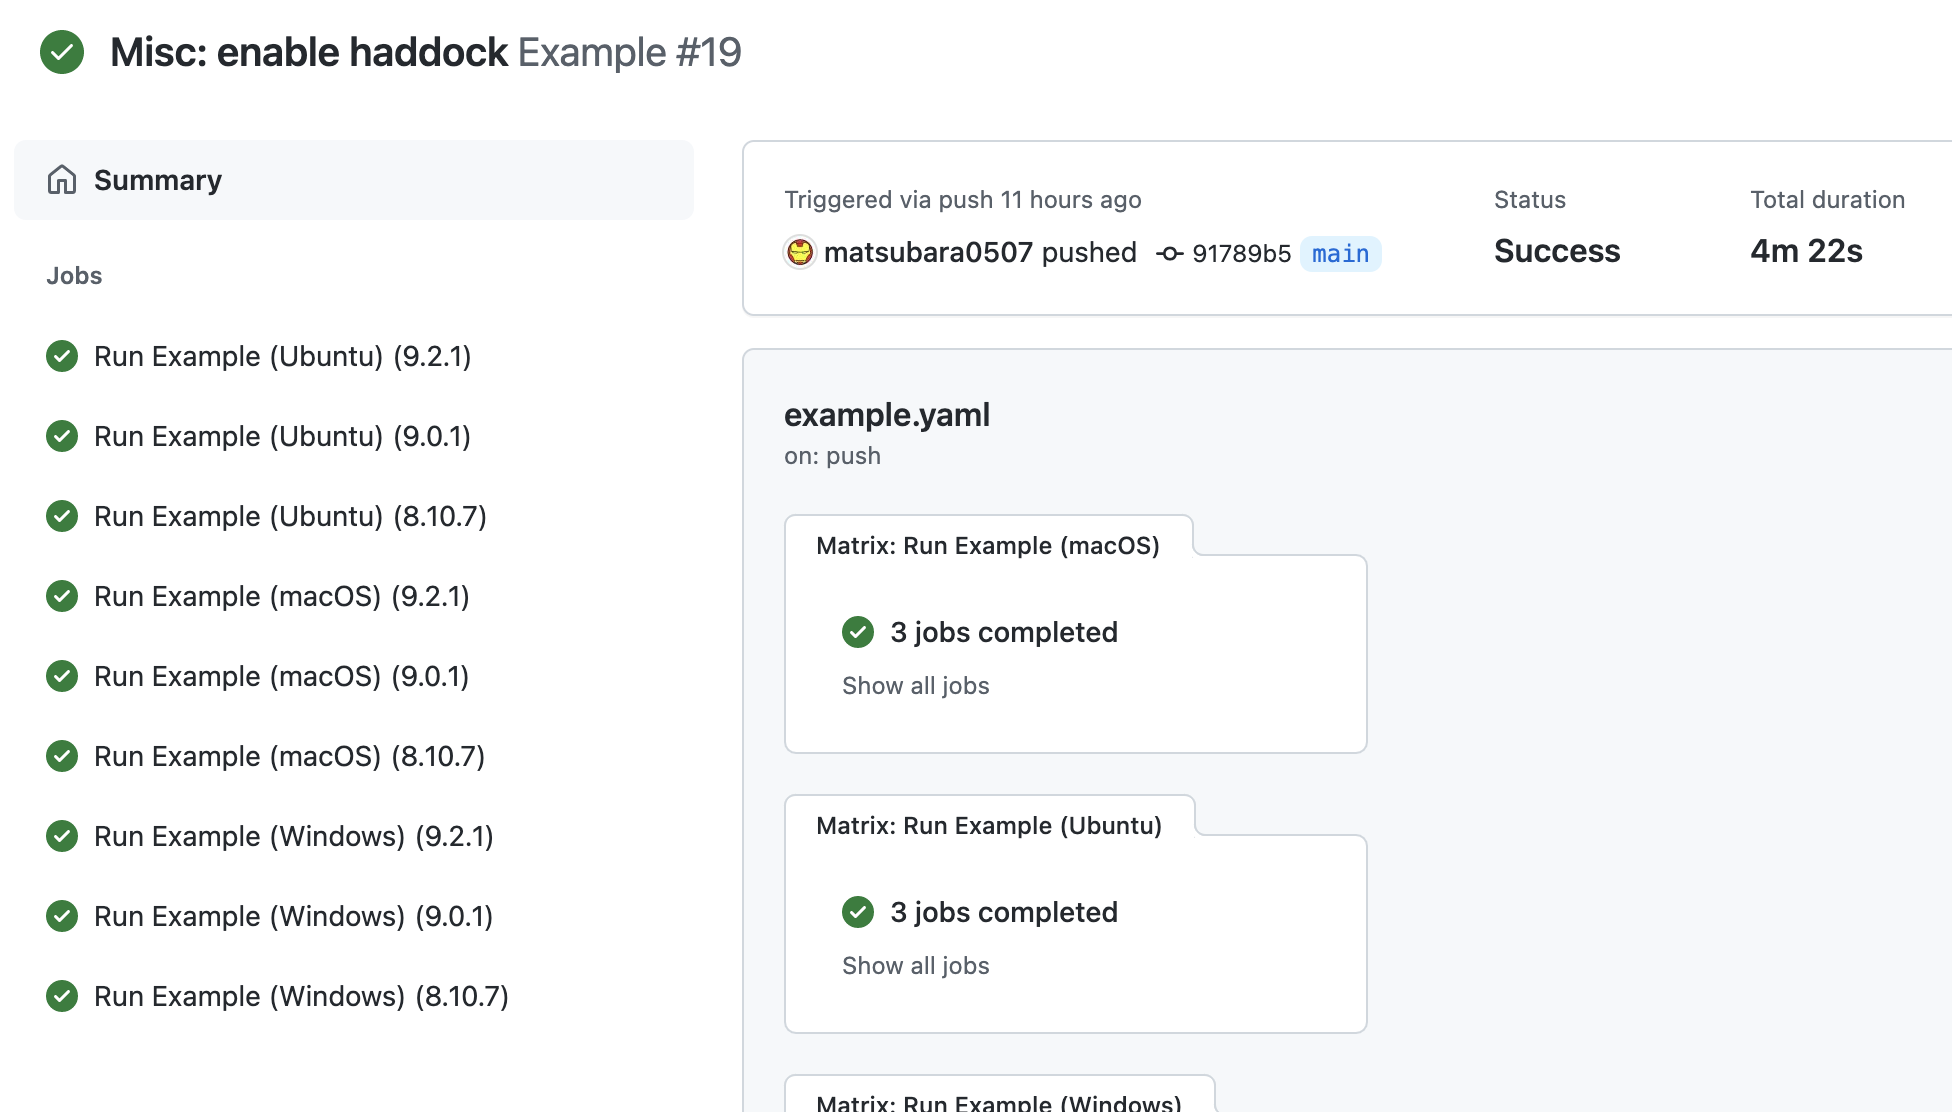 Misc: enable haddock Example #19
Summary
Jobs
Run Example (Ubuntu) (9.2.1)
Run Example (Ubuntu) (9.0.1)
Run Example (Ubuntu) (8.10.7)
Run Example (macOS) (9.2.1)
Run Example (macOS) (9.0.1)
Run Example (macOS) (8.10.7)
Run Example (Windows) (9.2.1)
Run Example (Windows) (9.0.1)
Run Example (Windows) (8.10.7)
Triggered via push 11 hours ago
matsubara0507 pushed 91789b5 main
Status
Success
Total duration
4m 22s
example.yaml
on: push
Matrix: Run Example (macOS)
3 jobs completed
Show all jobs
Matrix: Run Example (Ubuntu)
3 jobs completed
Show all jobs
Matrix: Run Example (Windows)